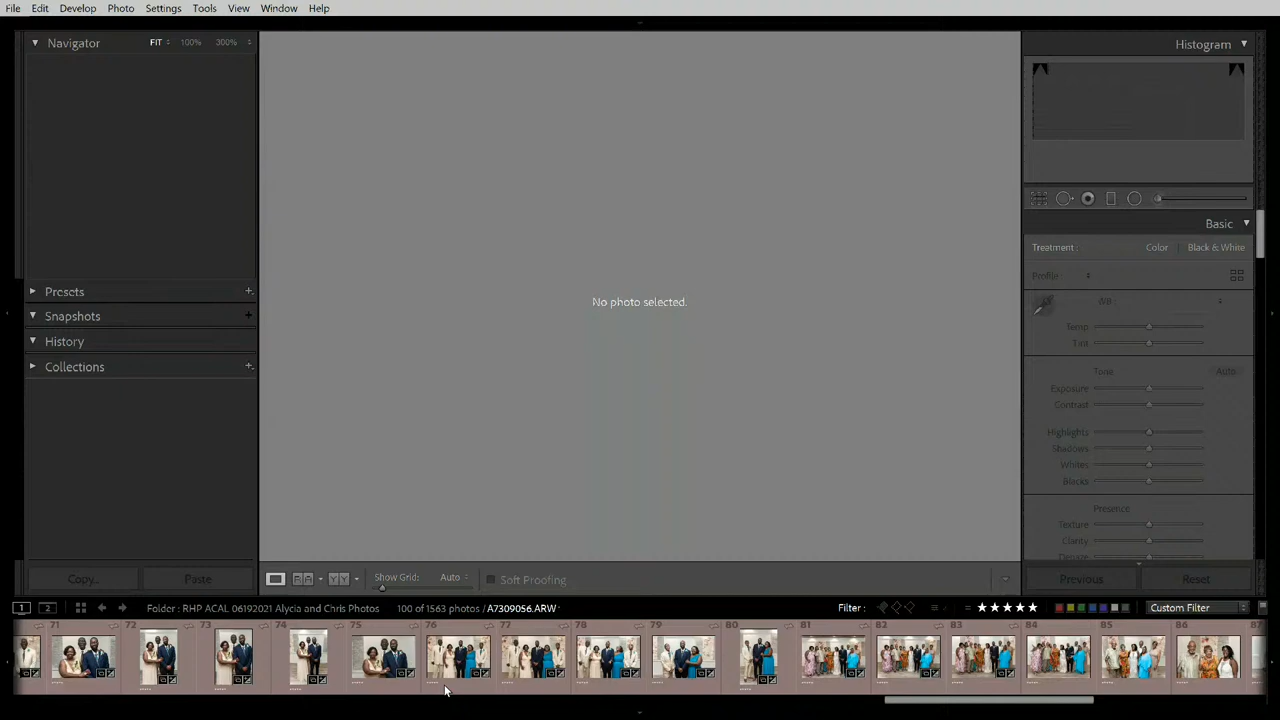 File Edit Develop Photo Settings Tools View Window Help
Navigator FIT 100% 300%
Histogram
Basic
Treatment : Color Black & White
Profile
WB:
Temp
Tint
Tone Auto
Exposure
Contrast
Highlights
Shadows
Whites
Blacks
Presence
Texture
Clarity
Dehaze
No photo selected.
Presets
Snapshots
History
Collections
Copy... Paste
Show Grid: Auto Soft Proofing
Previous Reset
1 2 Folder : RHP ACAL 06192021 Alycia and Chris Photos 100 of 1563 photos / A7309056.ARW
Filter : Custom Filter
71 72 73 74 75 76 77 78 79 80 81 82 83 84 85 86 87